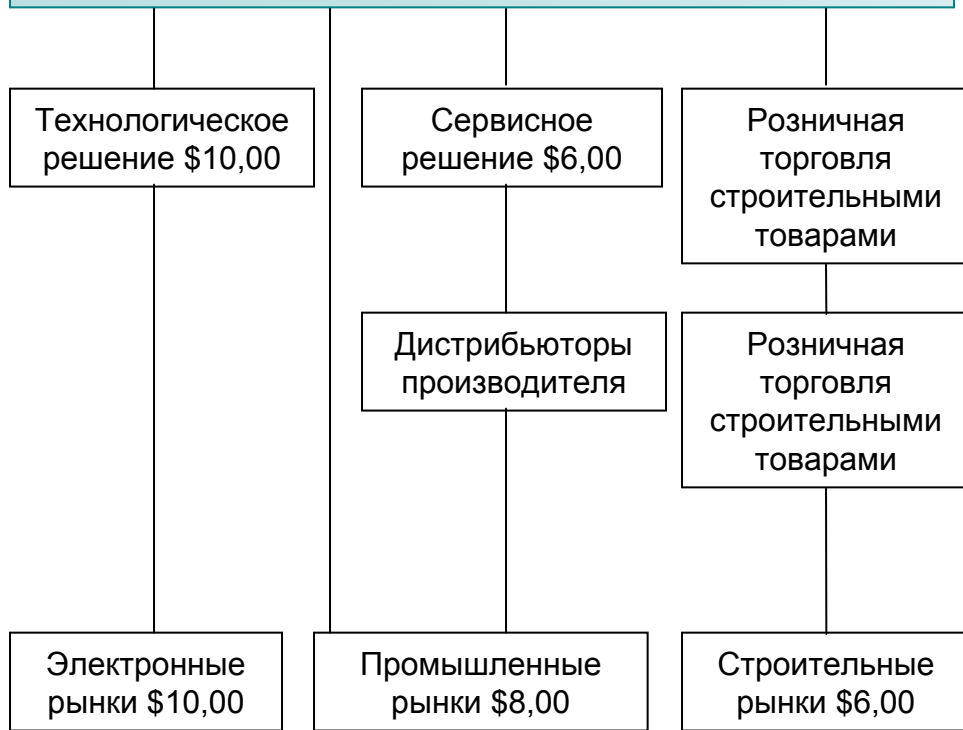 Технологическое
решение $10,00
Сервисное
решение $6,00
Розничная
торговля
строительными
товарами
Дистрибьюторы
производителя
Розничная
торговля
строительными
товарами
Электронные
рынки $10,00
Промышленные
рынки $8,00
Строительные
рынки $6,00